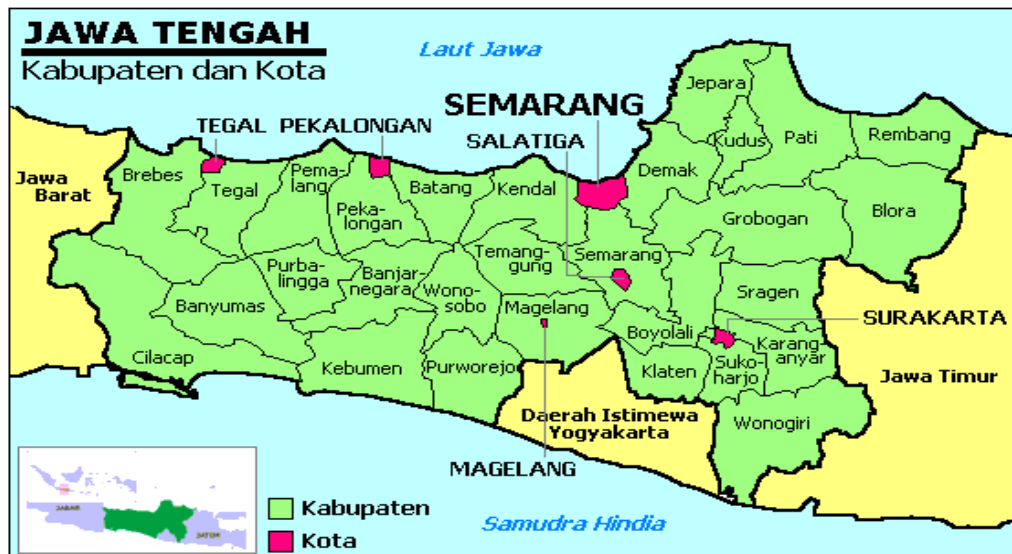 JAWA TENGAH
Kabupaten dan Kota
Laut Jawa
SEMARANG
TEGAL
PEKALONGAN
SALATIGA
Jepara
Kudus
Pati
Rembang
Jawa
Barat
Brebes
Tegal
Pema-
lang
Peka-
longan
Batang
Kendal
Demak
Grobogan
Blora
Temang-
gung
Semarang
Purba-
lingga
Banjar-
negara
Wono-
sobo
Magelang
Sragen
Banyumas
Boyolali
SURAKARTA
Karang-
anyar
Cilacap
Kebumen
Purworejo
Klaten
Suko-
harjo
Jawa Timur
Daerah Istimewa
Yogyakarta
Wonogiri
MAGELANG
JABAR
JATIM
Kabupaten
Kota
Samudra Hindia